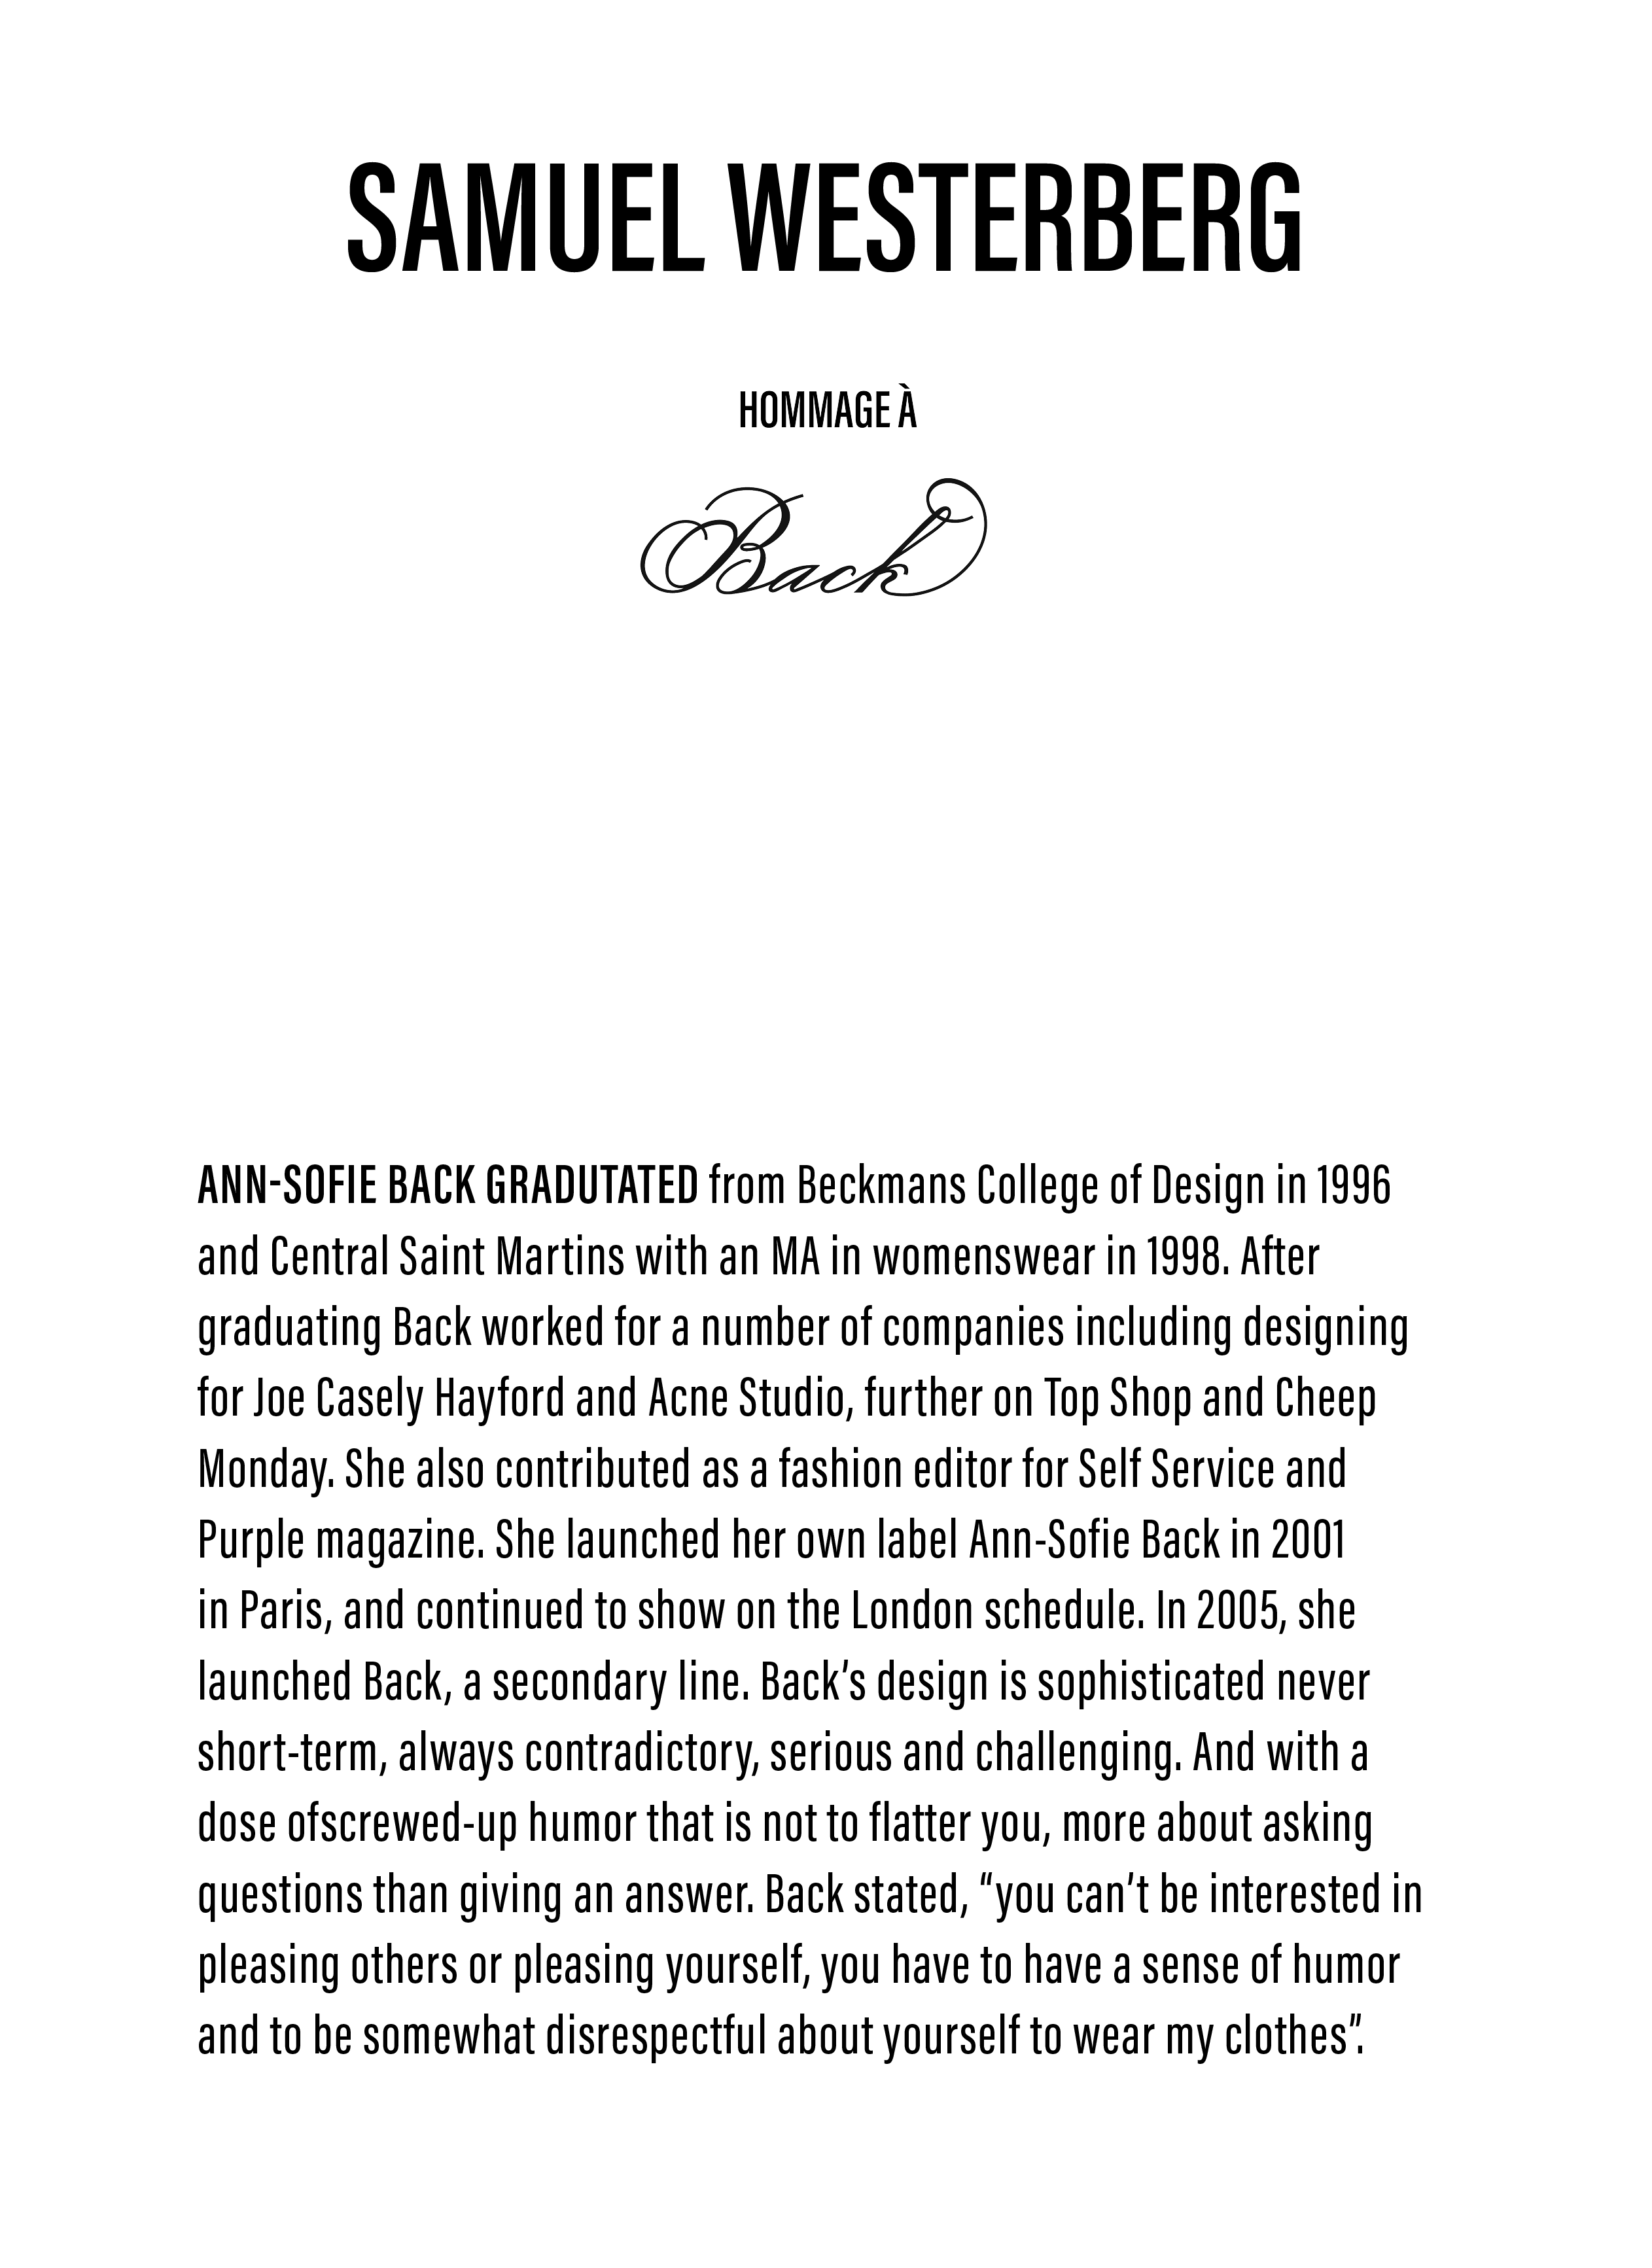 SAMUEL WESTERBERG
HOMMAGE À
Back
ANN-SOFIE BACK GRADUTATED from Beckmans College of Design in 1996
and Central Saint Martins with an MA in womenswear in 1998. After
graduating Back worked for a number of companies including designing
for Joe Casely Hayford and Acne Studio, further on Top Shop and Cheep
Monday. She also contributed as a fashion editor for Self Service and
Purple magazine. She launched her own label Ann-Sofie Back in 2001
in Paris, and continued to show on the London schedule. In 2005, she
launched Back, a secondary line. Back’s design is sophisticated never
short-term, always contradictory, serious and challenging. And with a
dose ofscrewed-up humor that is not to flatter you, more about asking
questions than giving an answer. Back stated, “you can’t be interested in
pleasing others or pleasing yourself, you have to have a sense of humor
and to be somewhat disrespectful about yourself to wear my clothes”.